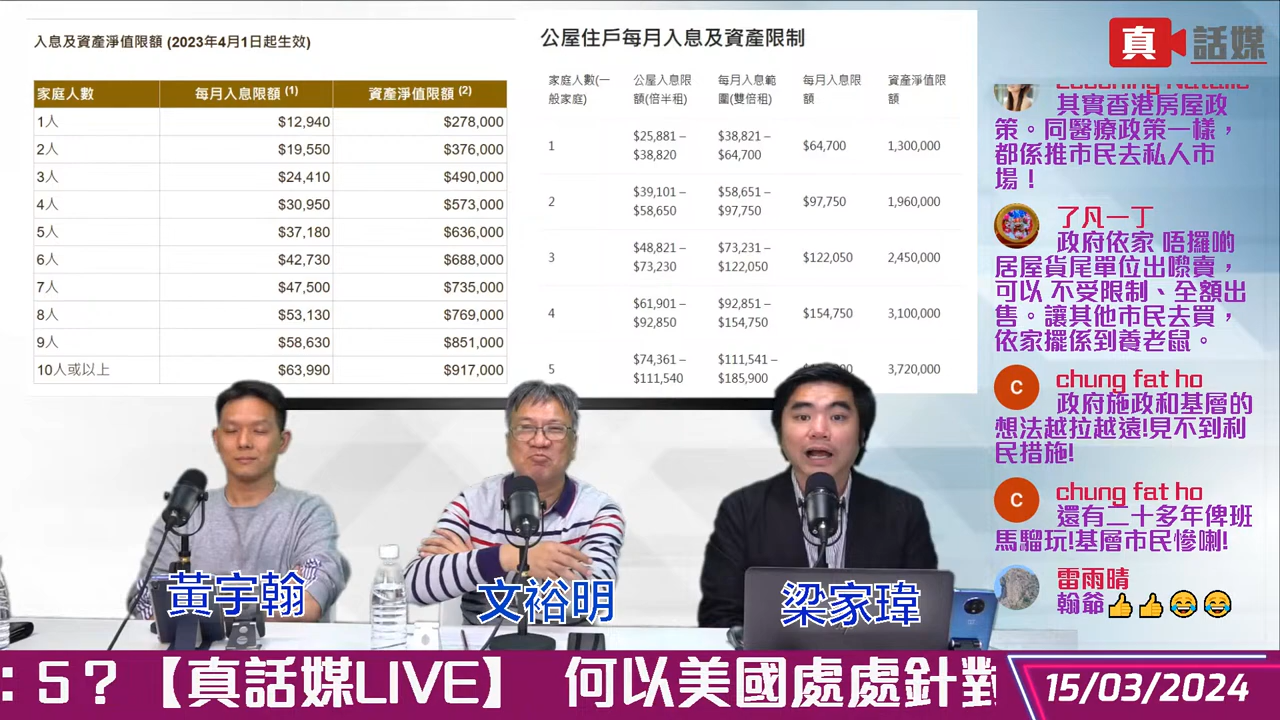 入息及資產淨值限額 (2023年4月1日起生效)
家庭人數 每月入息限額 (1) 資產淨值限額 (2)
1人 $12,940 $278,000
2人 $19,550 $376,000
3人 $24,410 $490,000
4人 $30,950 $573,000
5人 $37,180 $636,000
6人 $42,730 $688,000
7人 $47,500 $735,000
8人 $53,130 $769,000
9人 $58,630 $851,000
10人或以上 $63,990 $917,000
公屋住戶每月入息及資產限制
家庭人數(一般家庭) 公屋入息限額(倍半租) 每月入息範圍(雙倍租) 每月入息限額 資產淨值限額
1 $25,881 – $38,820 $38,821 – $64,700 $64,700 1,300,000
2 $39,101 – $58,650 $58,651 – $97,750 $97,750 1,960,000
3 $48,821 – $73,230 $73,231 – $122,050 $122,050 2,450,000
4 $61,901 – $92,850 $92,851 – $154,750 $154,750 3,100,000
5 $74,361 – $111,540 $111,541 – $185,900 3,720,000
真話媒
其實香港房屋政
策。同醫療政策一樣，
都係推市民去私人市
場！
了凡一丁
政府依家 唔攞啲
居屋貨尾單位出嚟賣，
可以 不受限制、全額出
售。讓其他市民去買，
依家擺係到養老鼠。
chung fat ho
政府施政和基層的
想法越拉越遠!見不到利
民措施!
chung fat ho
還有二十多年俾班
馬騮玩!基層市民慘喇!
雷雨晴
翰爺👍👍😂😂
黃宇翰
文裕明
梁家瑋
：5？【真話媒LIVE】 何以美國處處針對
15/03/2024